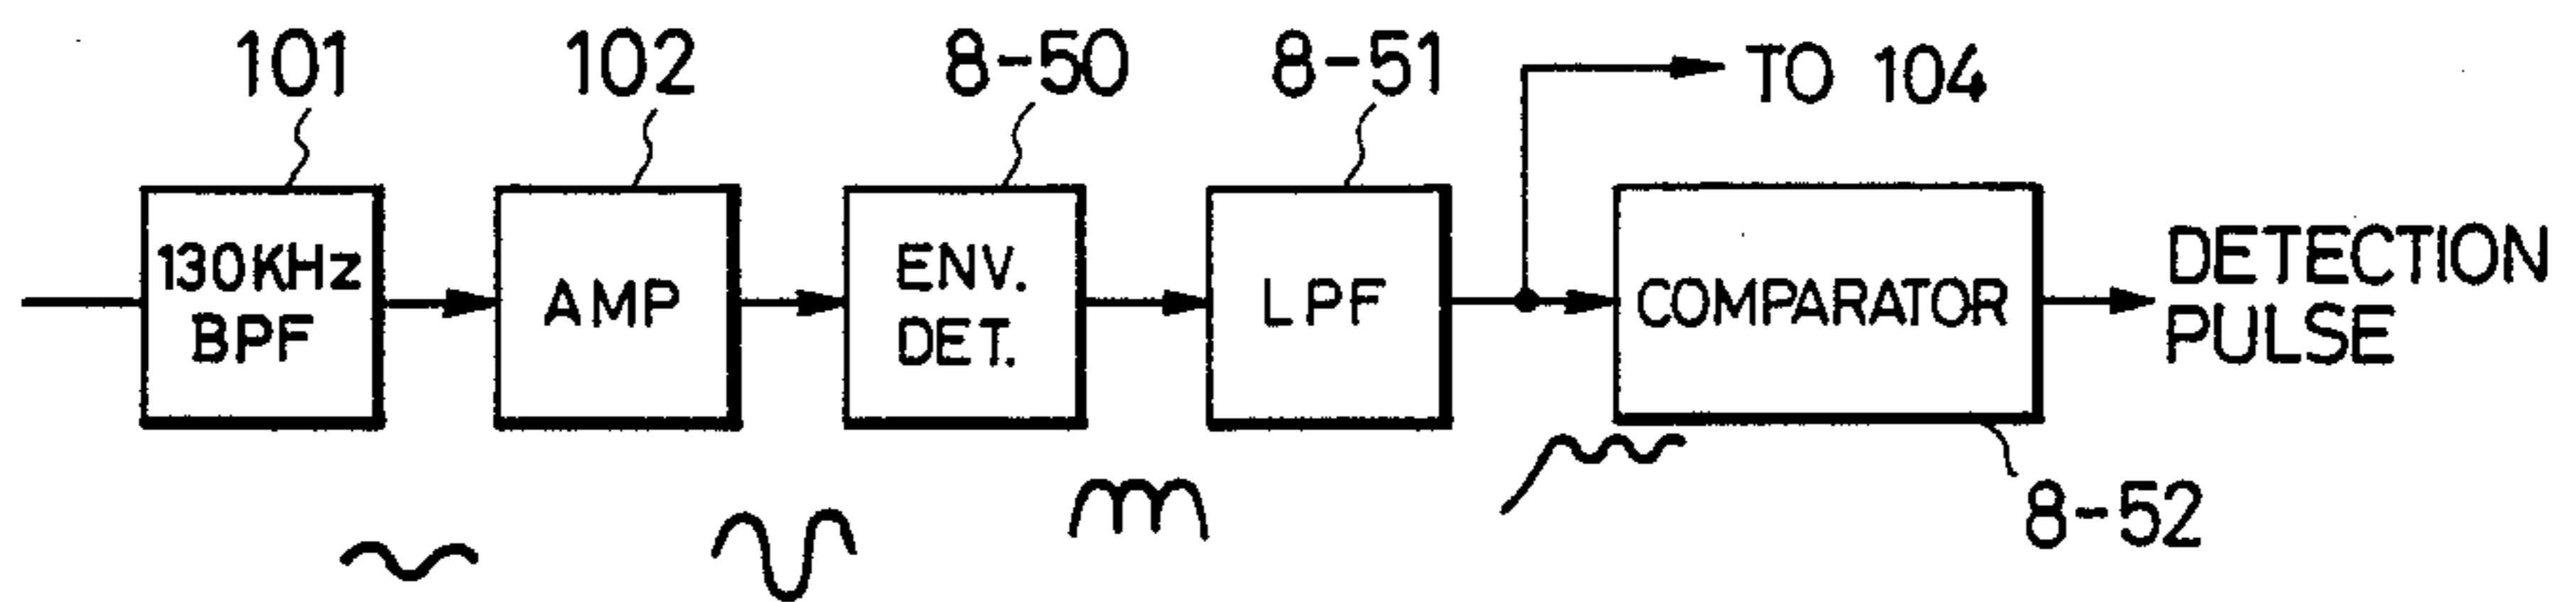 101
102
8-50
8-51
TO 104
130KHz
BPF
AMP
ENV.
DET.
LPF
COMPARATOR
DETECTION
PULSE
8-52